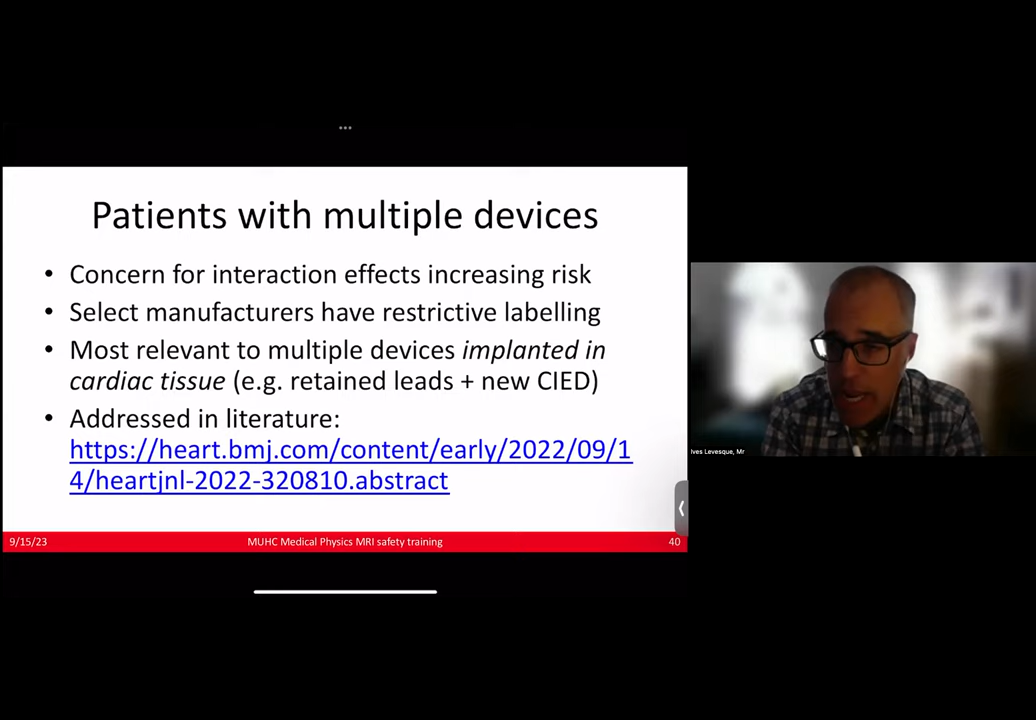 Patients with multiple devices
• Concern for interaction effects increasing risk
• Select manufacturers have restrictive labelling
• Most relevant to multiple devices implanted in
cardiac tissue (e.g. retained leads + new CIED)
• Addressed in literature:
https://heart.bmj.com/content/early/2022/09/1
4/heartjnl-2022-320810.abstract
9/15/23
MUHC Medical Physics MRI safety training
40
Ives Levesque, Mr